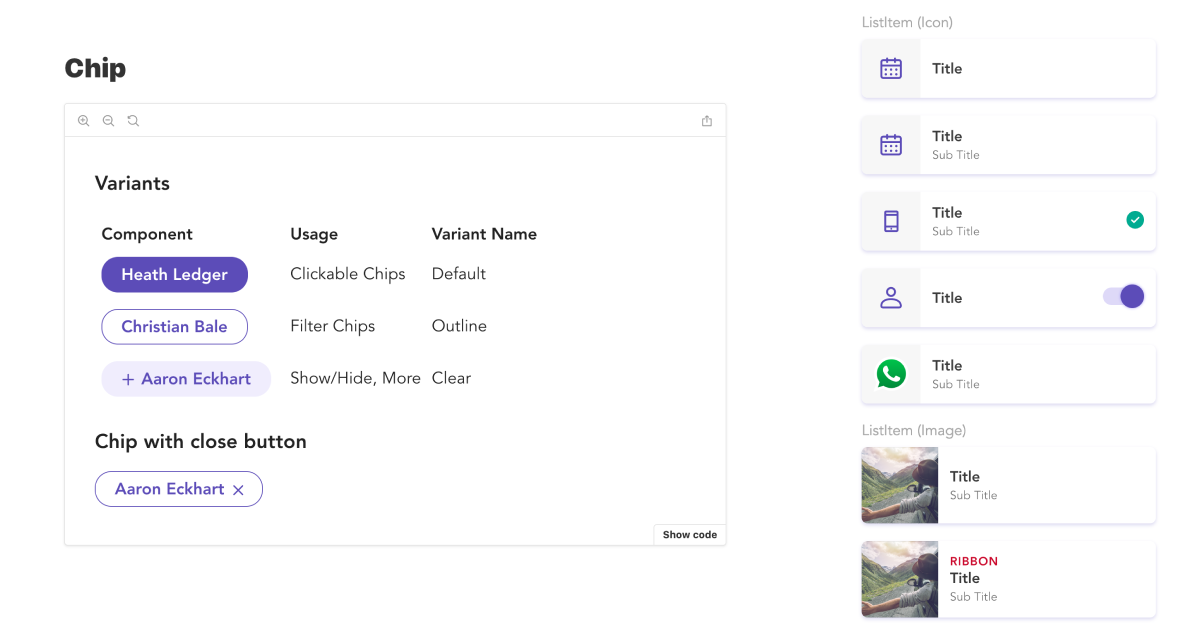 Chip
Variants
Component Usage Variant Name
Heath Ledger Clickable Chips Default
Christian Bale Filter Chips Outline
+ Aaron Eckhart Show/Hide, More Clear
Chip with close button
Aaron Eckhart ×
Show code
ListItem (Icon)
Title
Title
Sub Title
Title
Sub Title
Title
Title
Sub Title
ListItem (Image)
Title
Sub Title
RIBBON
Title
Sub Title